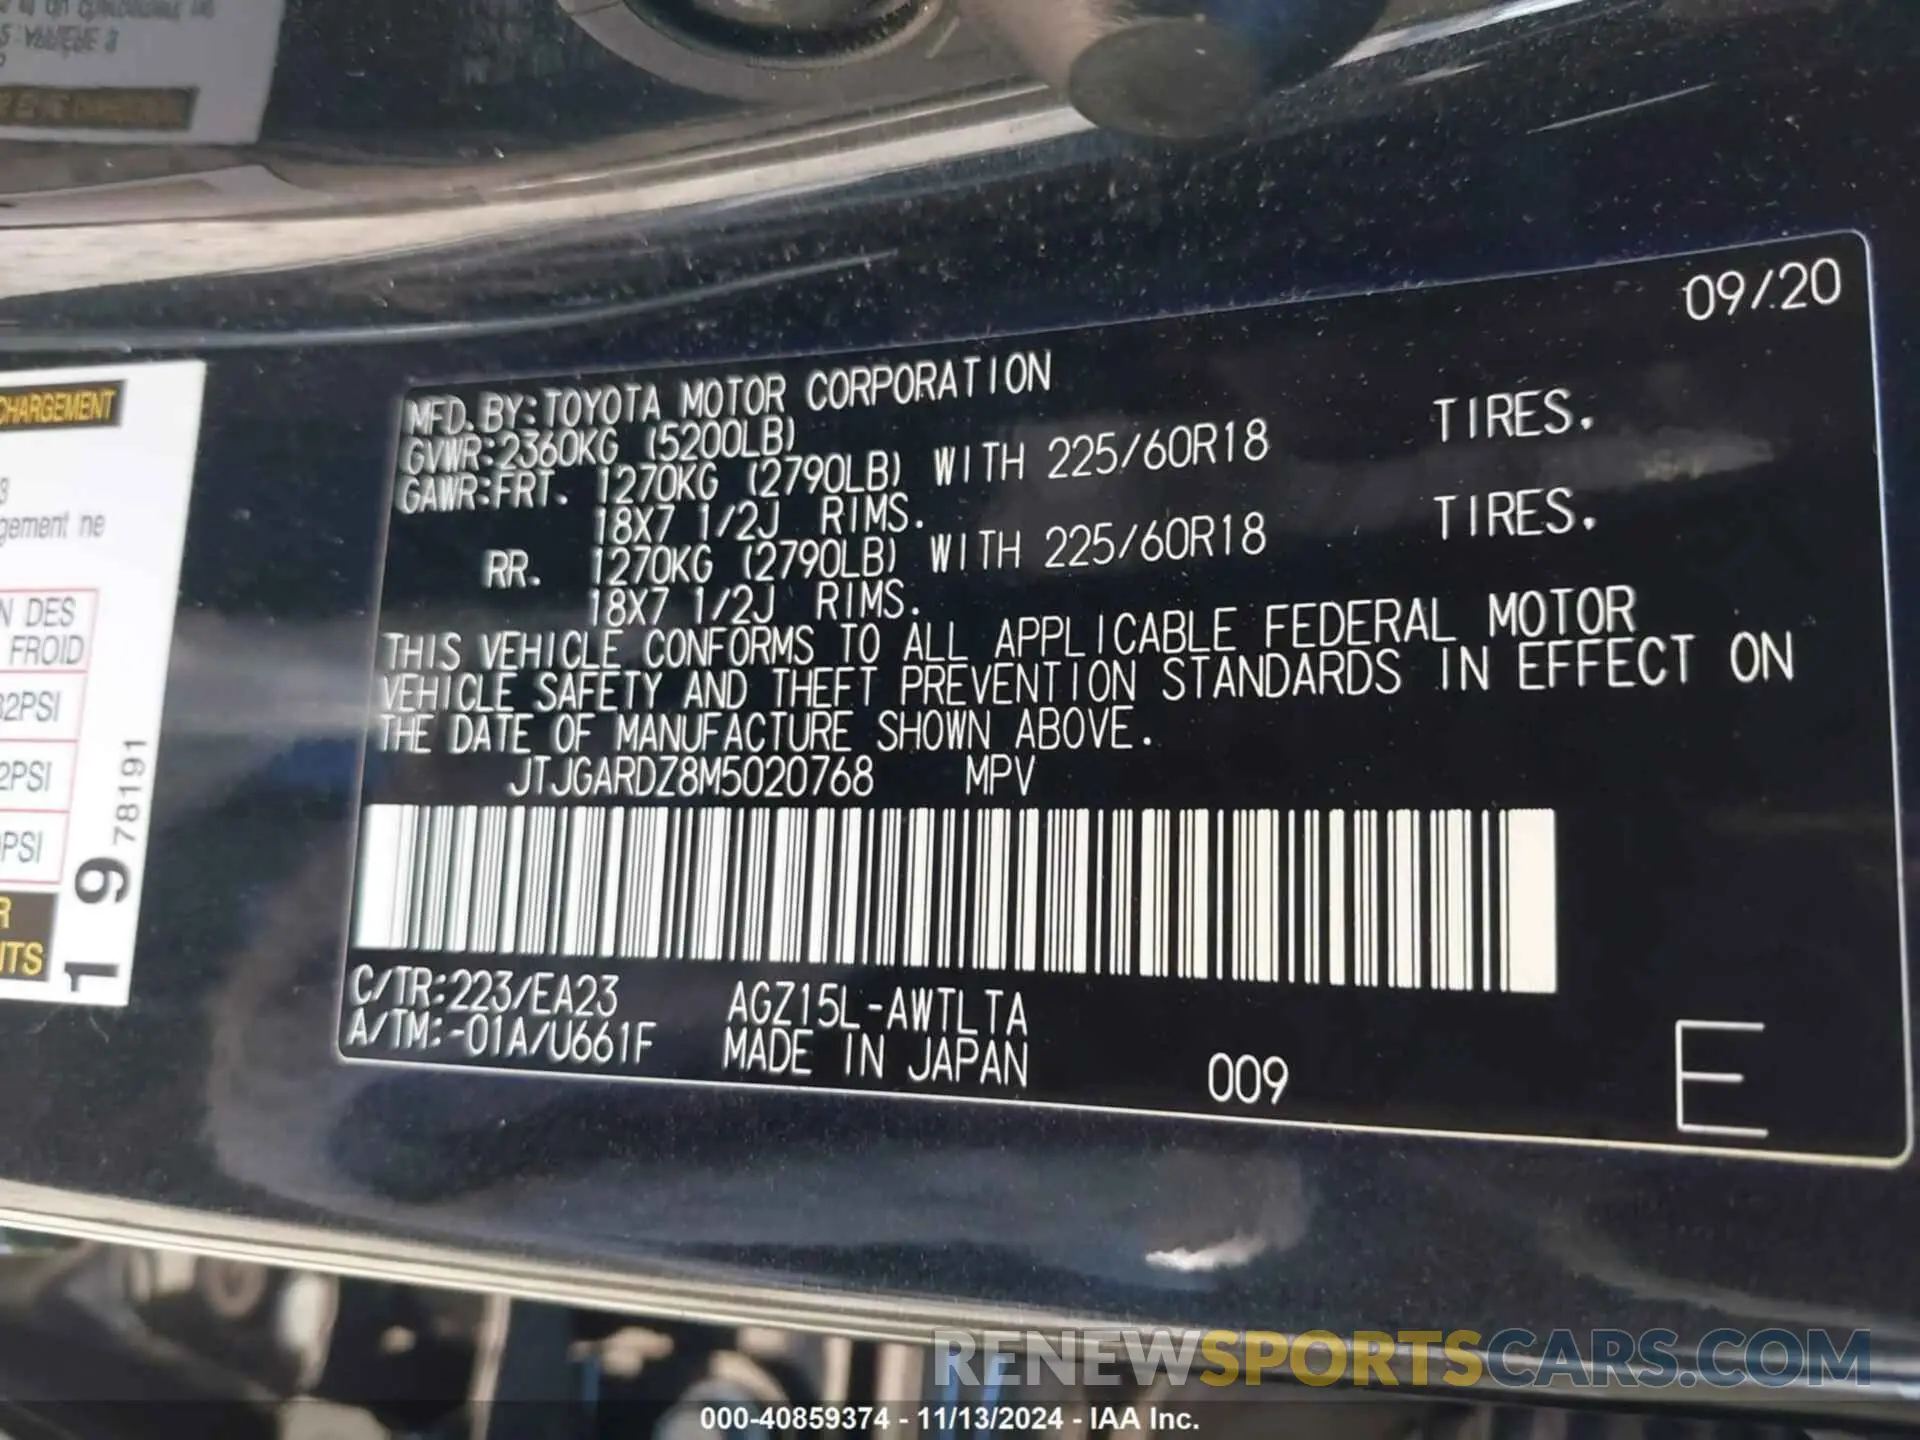 CHARGEMENT
gement ne
N DES
FROID
32PSI
2PSI
PSI
R
ITS
1 9 78191
09/20
MFD. BY: TOYOTA MOTOR CORPORATION
GVWR: 2360KG (5200LB)
GAWR: FRT. 1270KG (2790LB) WITH 225/60R18 TIRES.
18X7 1/2J RIMS.
RR. 1270KG (2790LB) WITH 225/60R18 TIRES.
18X7 1/2J RIMS.
THIS VEHICLE CONFORMS TO ALL APPLICABLE FEDERAL MOTOR
VEHICLE SAFETY AND THEFT PREVENTION STANDARDS IN EFFECT ON
THE DATE OF MANUFACTURE SHOWN ABOVE.
JTJGARDZ8M5020768 MPV
C/TR: 223/EA23 AGZ15L-AWTLTA
A/TM: -01A/U661F MADE IN JAPAN 009 E
RENEWSPORTSCARS.COM
000-40859374 - 11/13/2024 - IAA Inc.